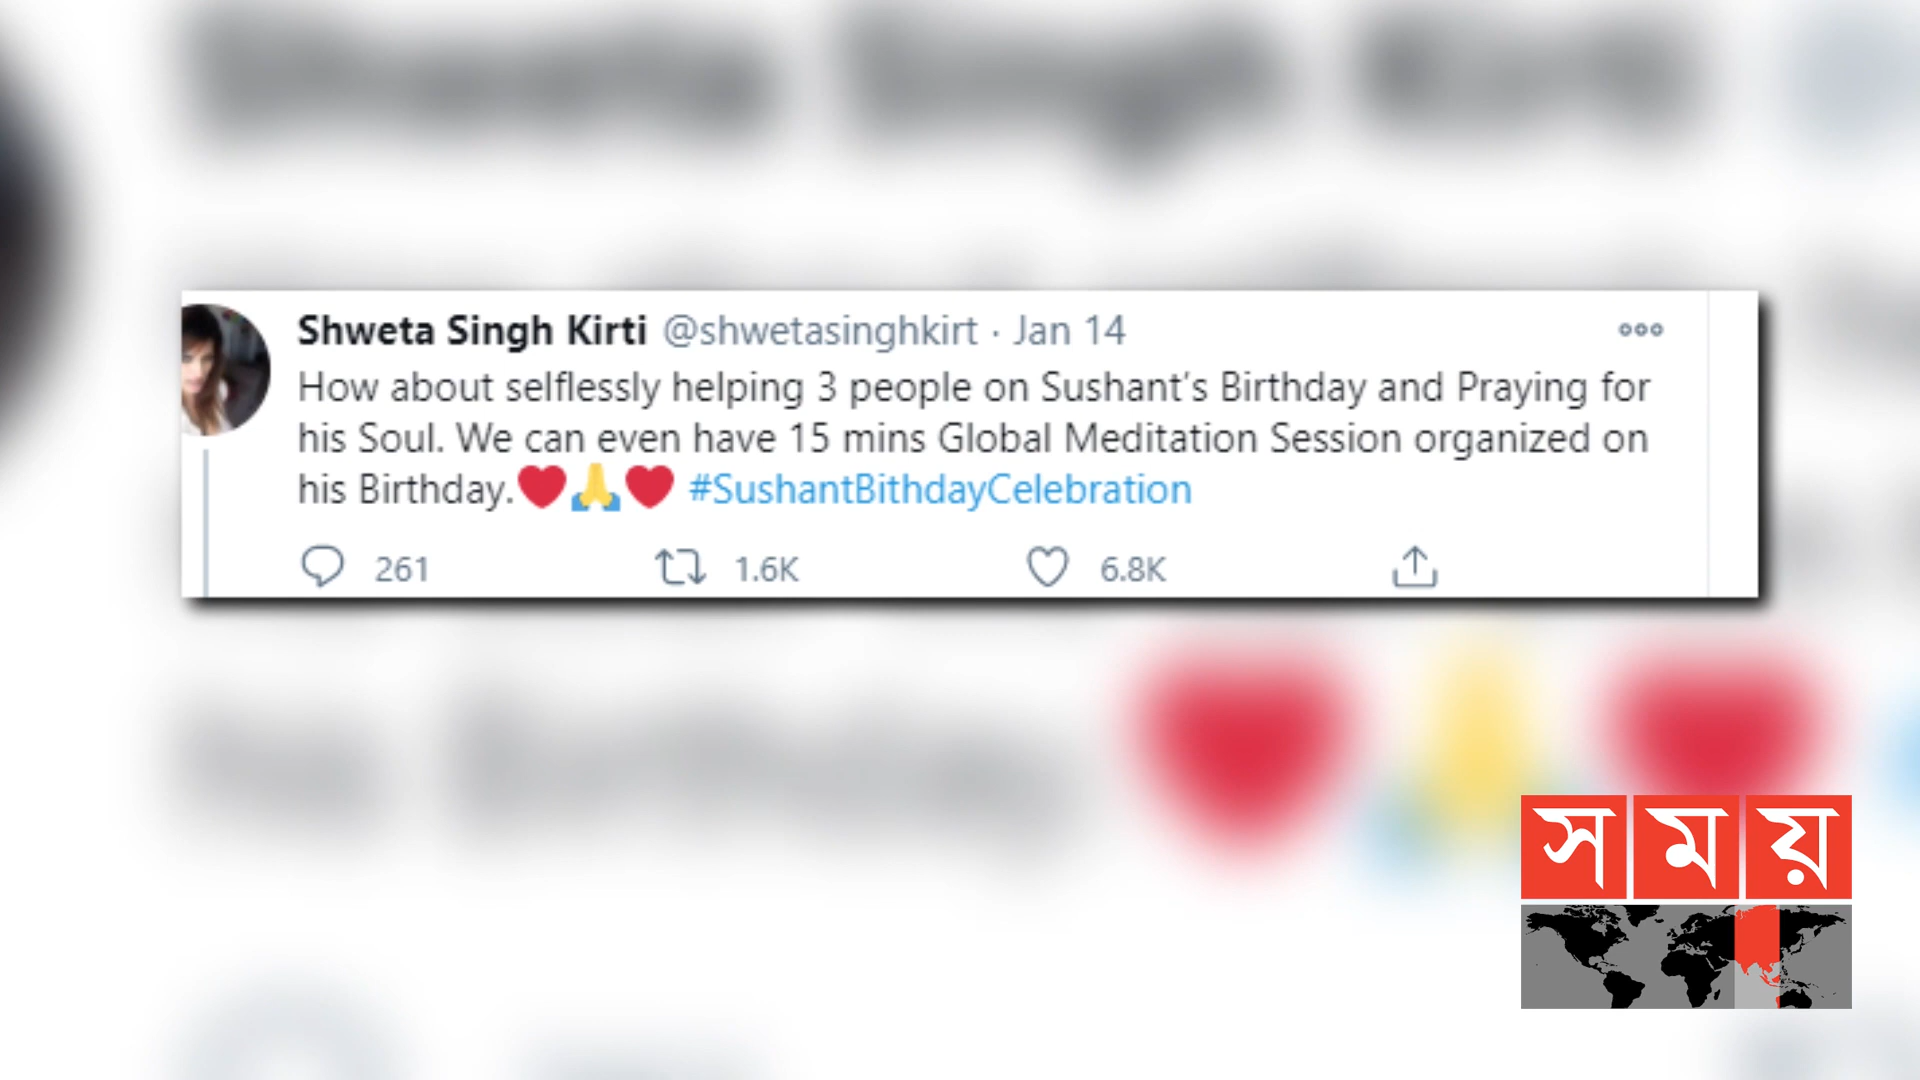 Shweta Singh Kirti @shwetasinghkirt · Jan 14
How about selflessly helping 3 people on Sushant's Birthday and Praying for
his Soul. We can even have 15 mins Global Meditation Session organized on
his Birthday.❤️🙏❤️ #SushantBithdayCelebration
261 1.6K 6.8K
সময়